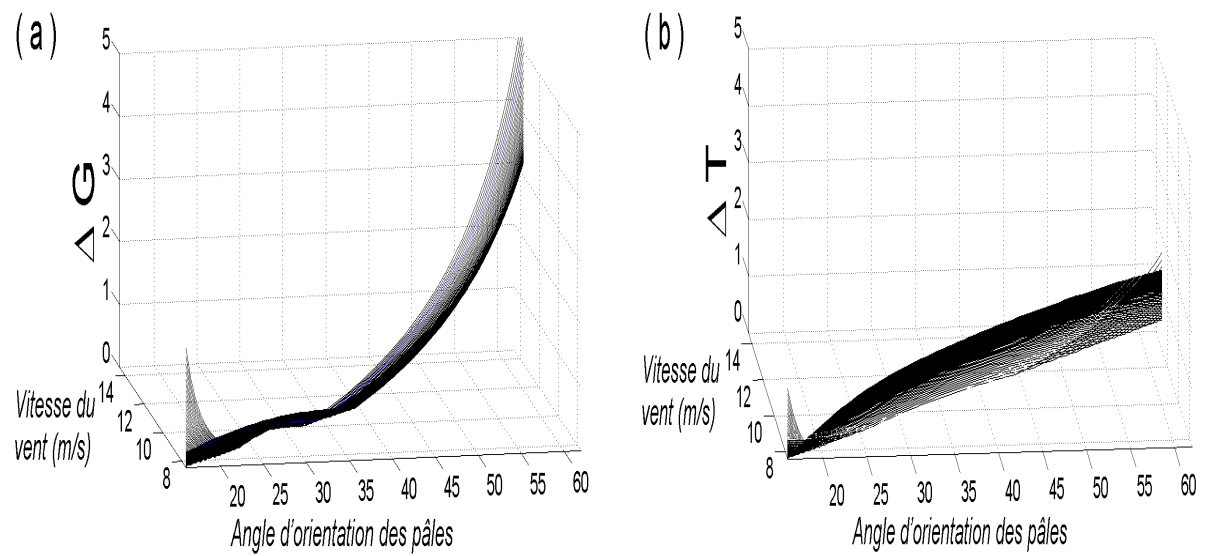 (a)
5
4
3
2
1
0
Δ G
Vitesse du
vent (m/s)
14
12
10
8
20 25 30 35 40 45 50 55 60
Angle d'orientation des pâles
(b)
5
4
3
2
1
0
Δ T
Vitesse du
vent (m/s)
14
12
10
8
20 25 30 35 40 45 50 55 60
Angle d'orientation des pâles